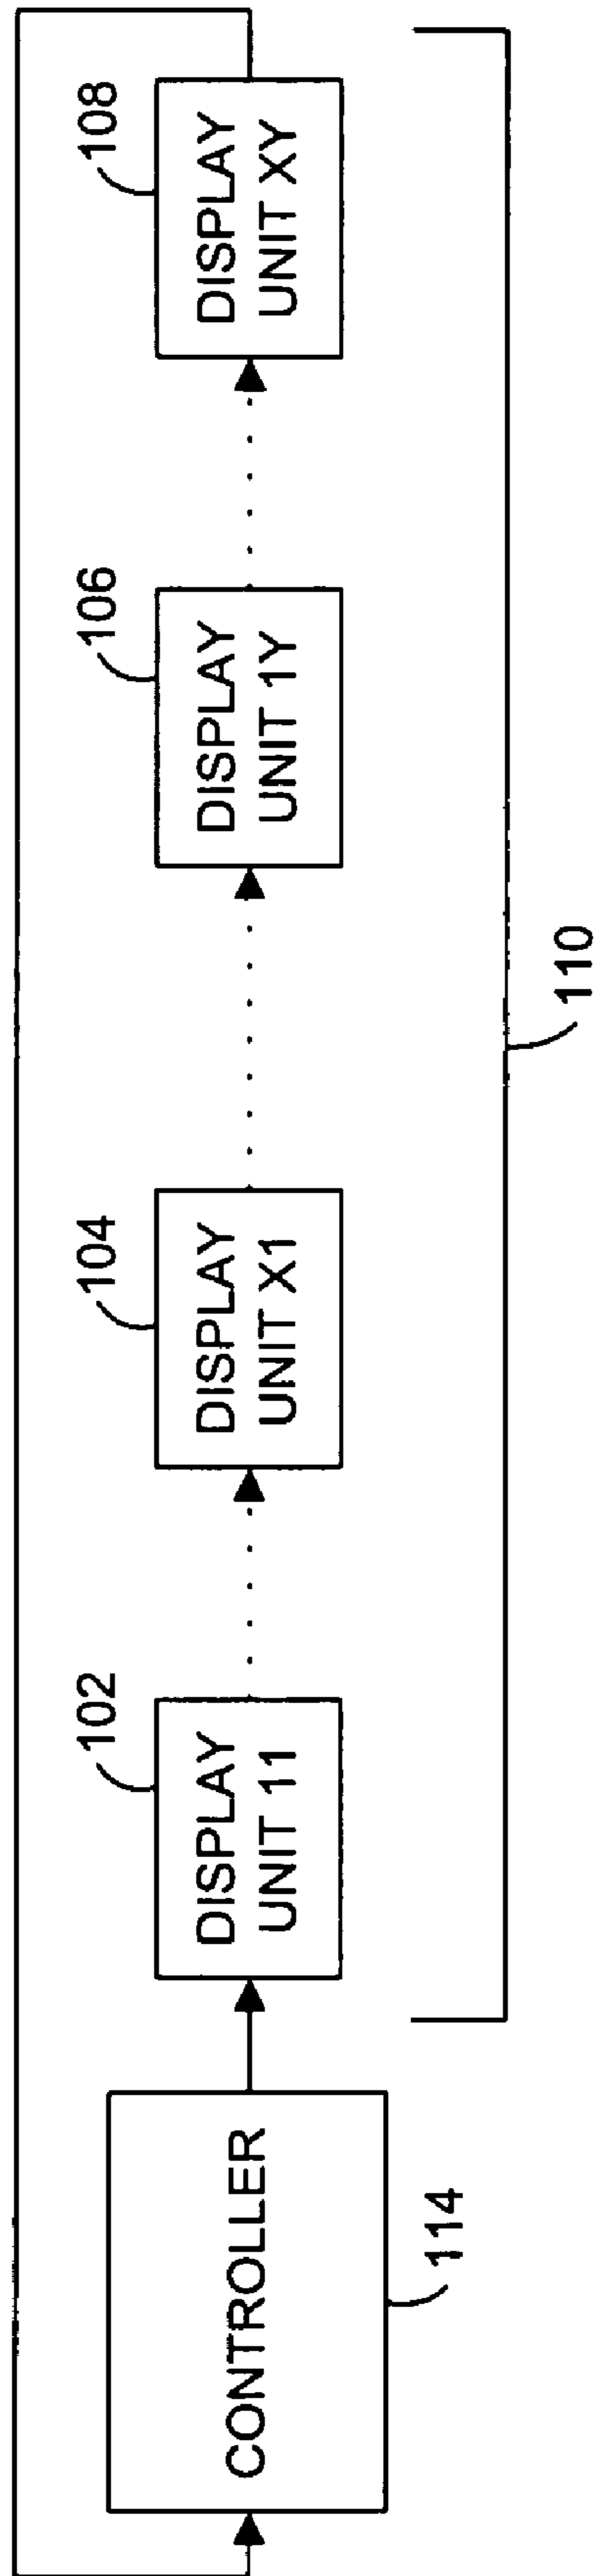 108
DISPLAY
UNIT XY
106
DISPLAY
UNIT 1Y
104
DISPLAY
UNIT X1
102
DISPLAY
UNIT 11
CONTROLLER
114
110